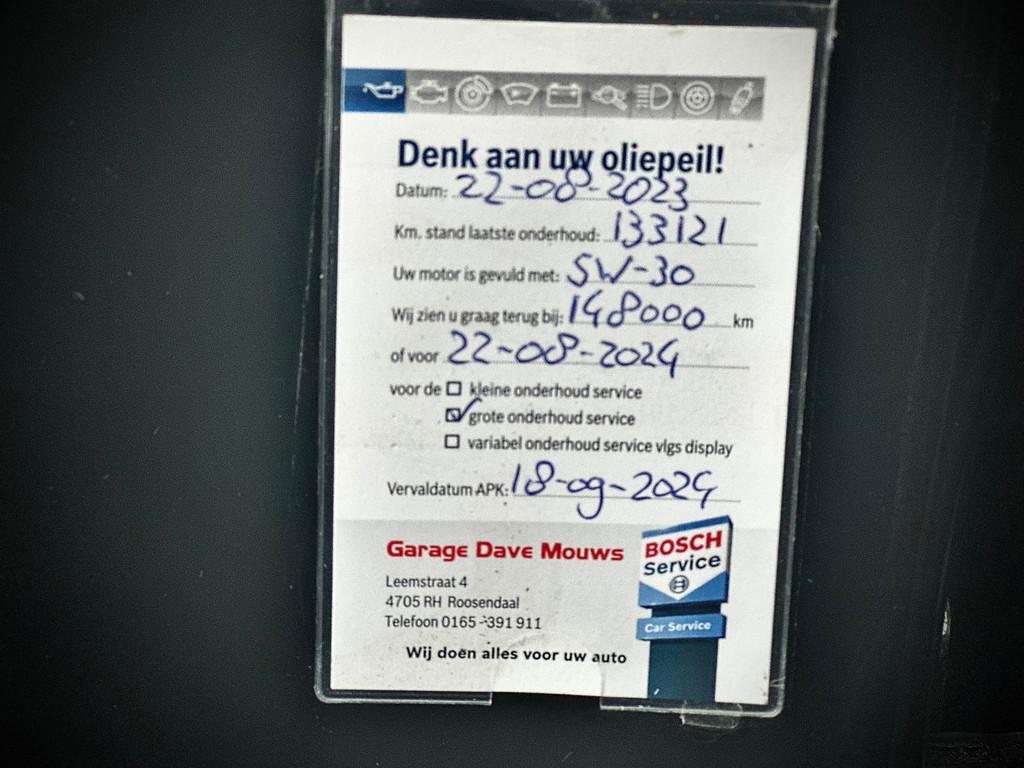 Denk aan uw oliepeil!
Datum: 22-08-2023
Km. stand laatste onderhoud: 133121
Uw motor is gevuld met: 5W-30
Wij zien u graag terug bij: 148000 km
of voor 22-08-2024
voor de ☐ kleine onderhoud service
☑ grote onderhoud service
☐ variabel onderhoud service vlgs display
Vervaldatum APK: 18-09-2024
Garage Dave Mouws
Leemstraat 4
4705 RH Roosendaal
Telefoon 0165 - 391 911
Wij doen alles voor uw auto
BOSCH
Service
Car Service